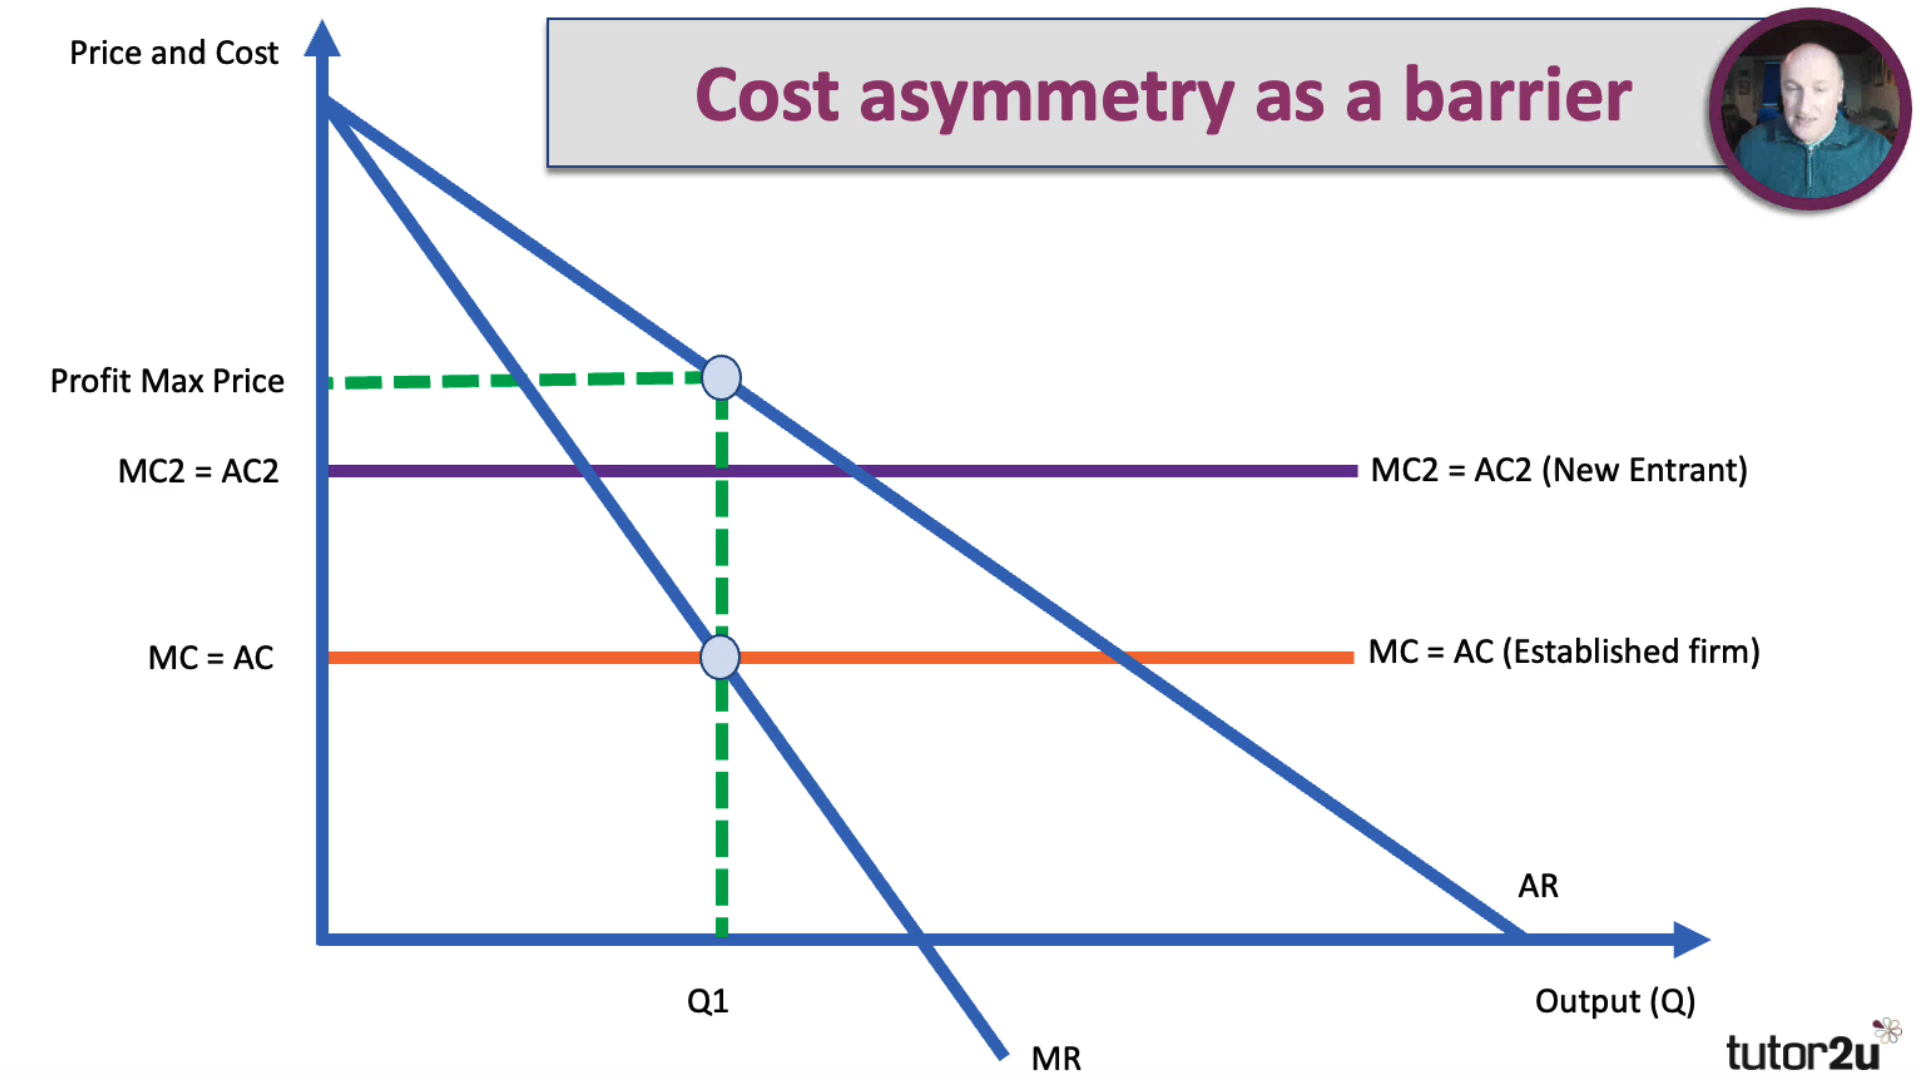 Cost asymmetry as a barrier
Price and Cost
Profit Max Price
MC2 = AC2
MC2 = AC2 (New Entrant)
MC = AC
MC = AC (Established firm)
AR
Q1
Output (Q)
MR
tutor2u